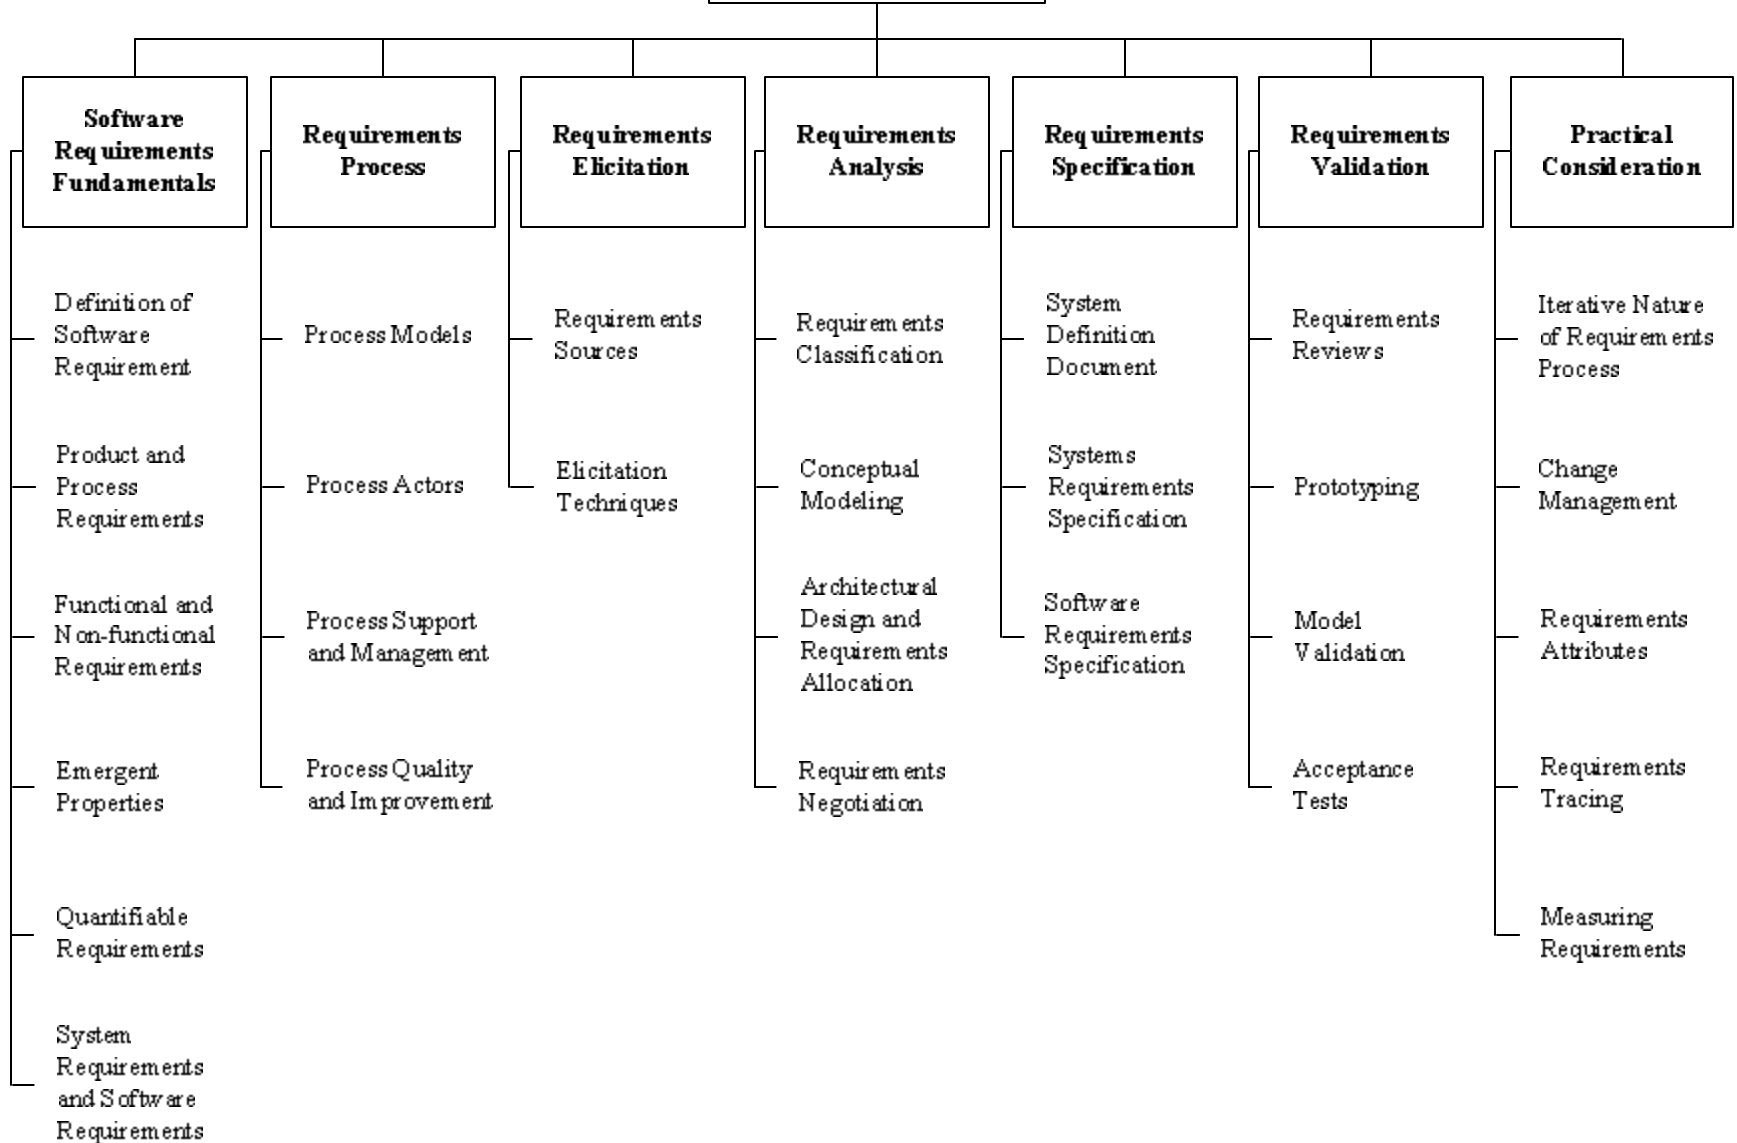 Software
Requirements
Fundamentals
Definition of
Software
Requirement
Product and
Process
Requirements
Functional and
Non-functional
Requirements
Emergent
Properties
Quantifiable
Requirements
System
Requirements
and Software
Requirements
Requirements
Process
Process Models
Process Actors
Process Support
and Management
Process Quality
and Improvement
Requirements
Elicitation
Requirements
Sources
Elicitation
Techniques
Requirements
Analysis
Requirements
Classification
Conceptual
Modeling
Architectural
Design and
Requirements
Allocation
Requirements
Negotiation
Requirements
Specification
System
Definition
Document
Systems
Requirements
Specification
Software
Requirements
Specification
Requirements
Validation
Requirements
Reviews
Prototyping
Model
Validation
Acceptance
Tests
Practical
Consideration
Iterative Nature
of Requirements
Process
Change
Management
Requirements
Attributes
Requirements
Tracing
Measuring
Requirements